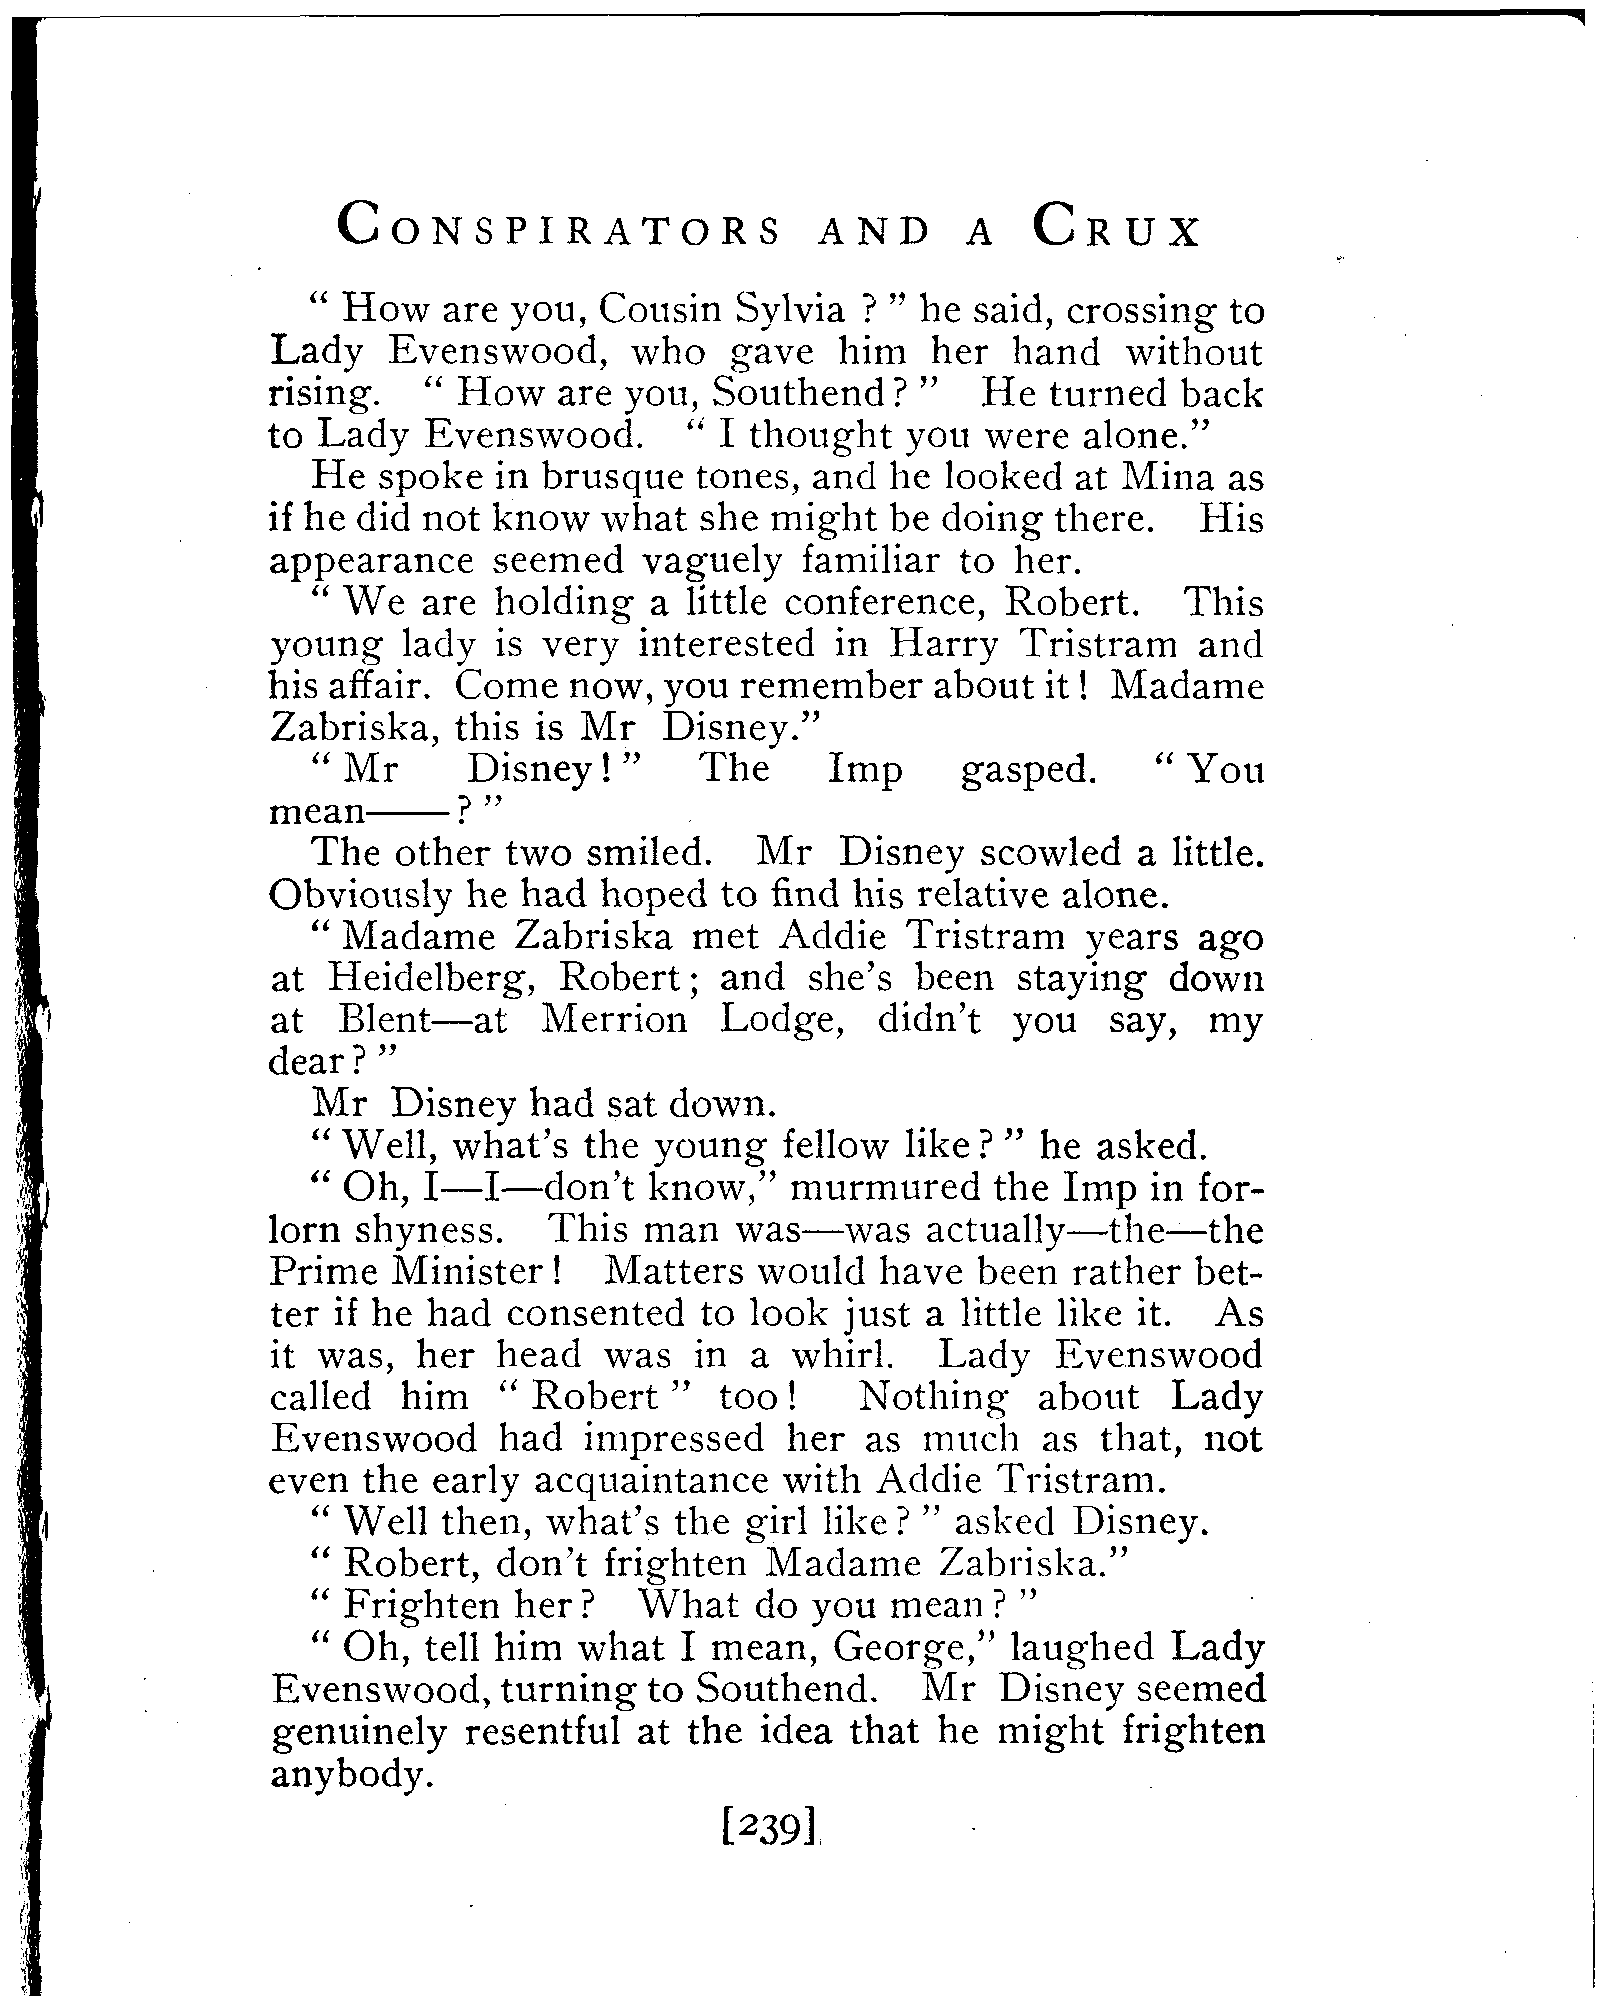 CONSPIRATORS AND A CRUX
“ How are you, Cousin Sylvia ? ” he said, crossing to
Lady Evenswood, who gave him her hand without
rising. “ How are you, Southend? ” He turned back
to Lady Evenswood. “ I thought you were alone.”
He spoke in brusque tones, and he looked at Mina as
if he did not know what she might be doing there. His
appearance seemed vaguely familiar to her.
“ We are holding a little conference, Robert. This
young lady is very interested in Harry Tristram and
his affair. Come now, you remember about it! Madame
Zabriska, this is Mr Disney.”
“ Mr Disney! ” The Imp gasped. “ You
mean——? ”
The other two smiled. Mr Disney scowled a little.
Obviously he had hoped to find his relative alone.
“ Madame Zabriska met Addie Tristram years ago
at Heidelberg, Robert; and she’s been staying down
at Blent—at Merrion Lodge, didn’t you say, my
dear? ”
Mr Disney had sat down.
“ Well, what’s the young fellow like? ” he asked.
“ Oh, I—I—don’t know,” murmured the Imp in for-
lorn shyness. This man was—was actually—the—the
Prime Minister! Matters would have been rather bet-
ter if he had consented to look just a little like it. As
it was, her head was in a whirl. Lady Evenswood
called him “ Robert ” too! Nothing about Lady
Evenswood had impressed her as much as that, not
even the early acquaintance with Addie Tristram.
“ Well then, what’s the girl like? ” asked Disney.
“ Robert, don’t frighten Madame Zabriska.”
“ Frighten her? What do you mean? ”
“ Oh, tell him what I mean, George,” laughed Lady
Evenswood, turning to Southend. Mr Disney seemed
genuinely resentful at the idea that he might frighten
anybody.
[239]